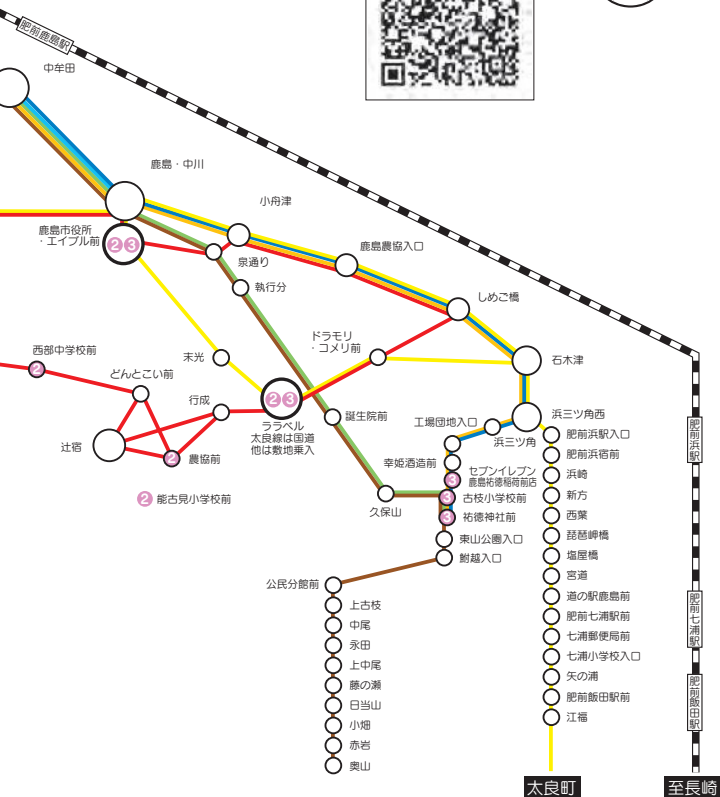 肥前鹿島駅
中牟田
鹿島・中川
小舟津
鹿島市役所
・エイブル前
2 3
泉通り
鹿島農協入口
執行分
しめご橋
ドラモリ
・コメリ前
西部中学校前
2
末光
石木津
どんとこい前
行成
2 3
ララベル
太良線は国道
他は敷地乗入
誕生院前
工場団地入口
浜三ツ角西
浜三ツ角
辻宿
2
農協前
幸姫酒造前
セブンイレブン
鹿島祐徳稲荷前店
3
2 能古見小学校前
久保山
3
古枝小学校前
3
祐徳神社前
東山公園入口
鮒越入口
公民分館前
上古枝
中尾
永田
上中尾
藤の瀬
日当山
小畑
赤岩
奥山
肥前浜駅入口
肥前浜宿前
浜崎
新方
西葉
琵琶岬橋
塩屋橋
宮道
道の駅鹿島前
肥前七浦駅前
七浦郵便局前
七浦小学校入口
矢の浦
肥前飯田駅前
江福
肥前浜駅
肥前七浦駅
肥前飯田駅
太良町
至長崎